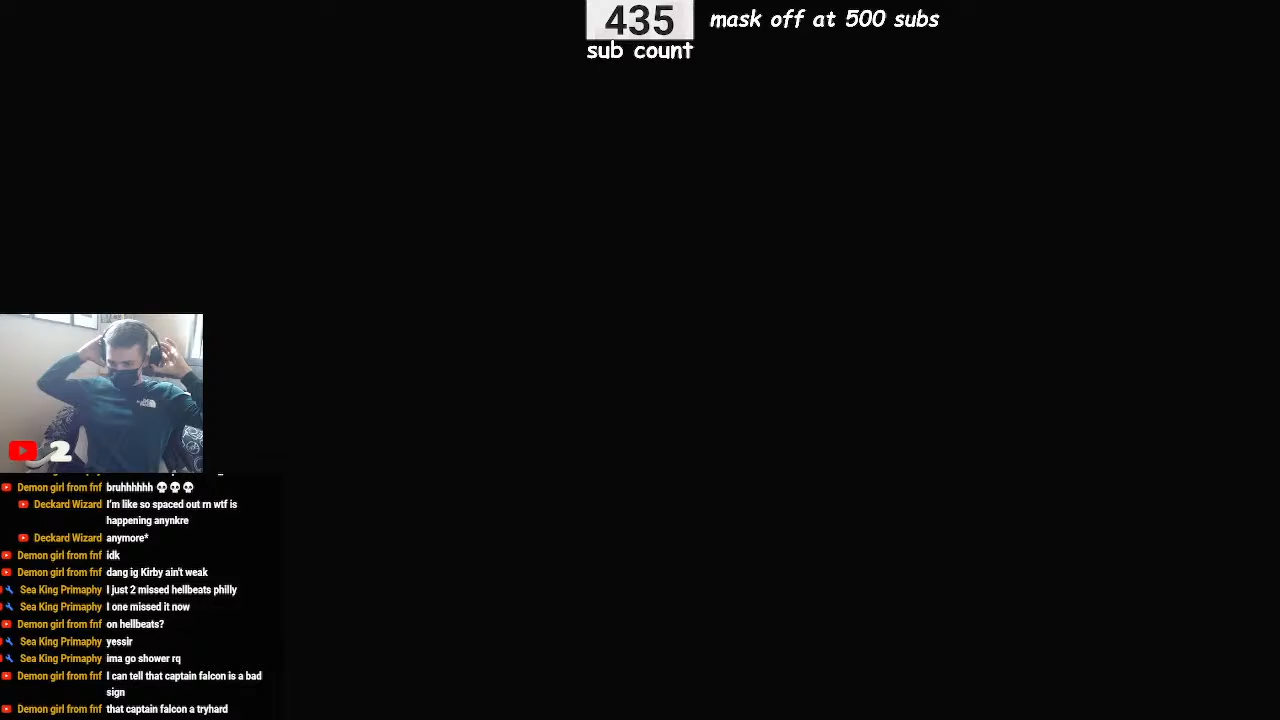 435
mask off at 500 subs
sub count
2
Demon girl from fnf bruhhhhhh 💀💀💀
Deckard Wizard I'm like so spaced out rn wtf is
happening anynkre
Deckard Wizard anymore*
Demon girl from fnf idk
Demon girl from fnf dang ig Kirby ain't weak
Sea King Primaphy I just 2 missed hellbeats philly
Sea King Primaphy I one missed it now
Demon girl from fnf on hellbeats?
Sea King Primaphy yessir
Sea King Primaphy ima go shower rq
Demon girl from fnf I can tell that captain falcon is a bad
sign
Demon girl from fnf that captain falcon a tryhard